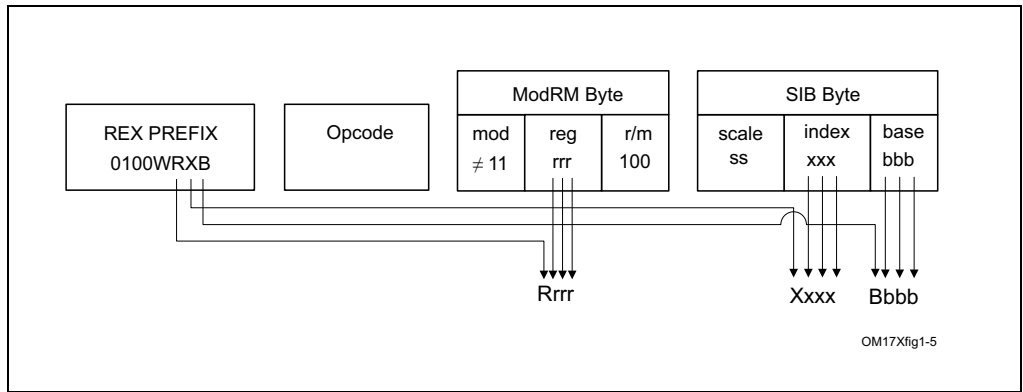 ModRM Byte
SIB Byte
REX PREFIX
0100WRXB
Opcode
mod
≠ 11
reg
rrr
r/m
100
scale
ss
index
xxx
base
bbb
Rrrr
Xxxx
Bbbb
OM17Xfig1-5